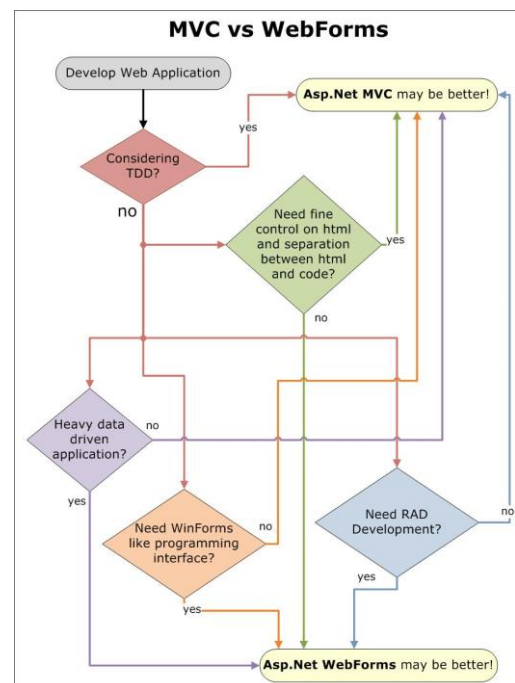 MVC vs WebForms
Develop Web Application
Asp.Net MVC may be better!
yes
Considering
TDD?
no
Need fine
control on html
and separation
between html
and code?
yes
no
Heavy data
driven
application?
no
yes
Need WinForms
like programming
interface?
no
yes
Need RAD
Development?
no
yes
Asp.Net WebForms may be better!